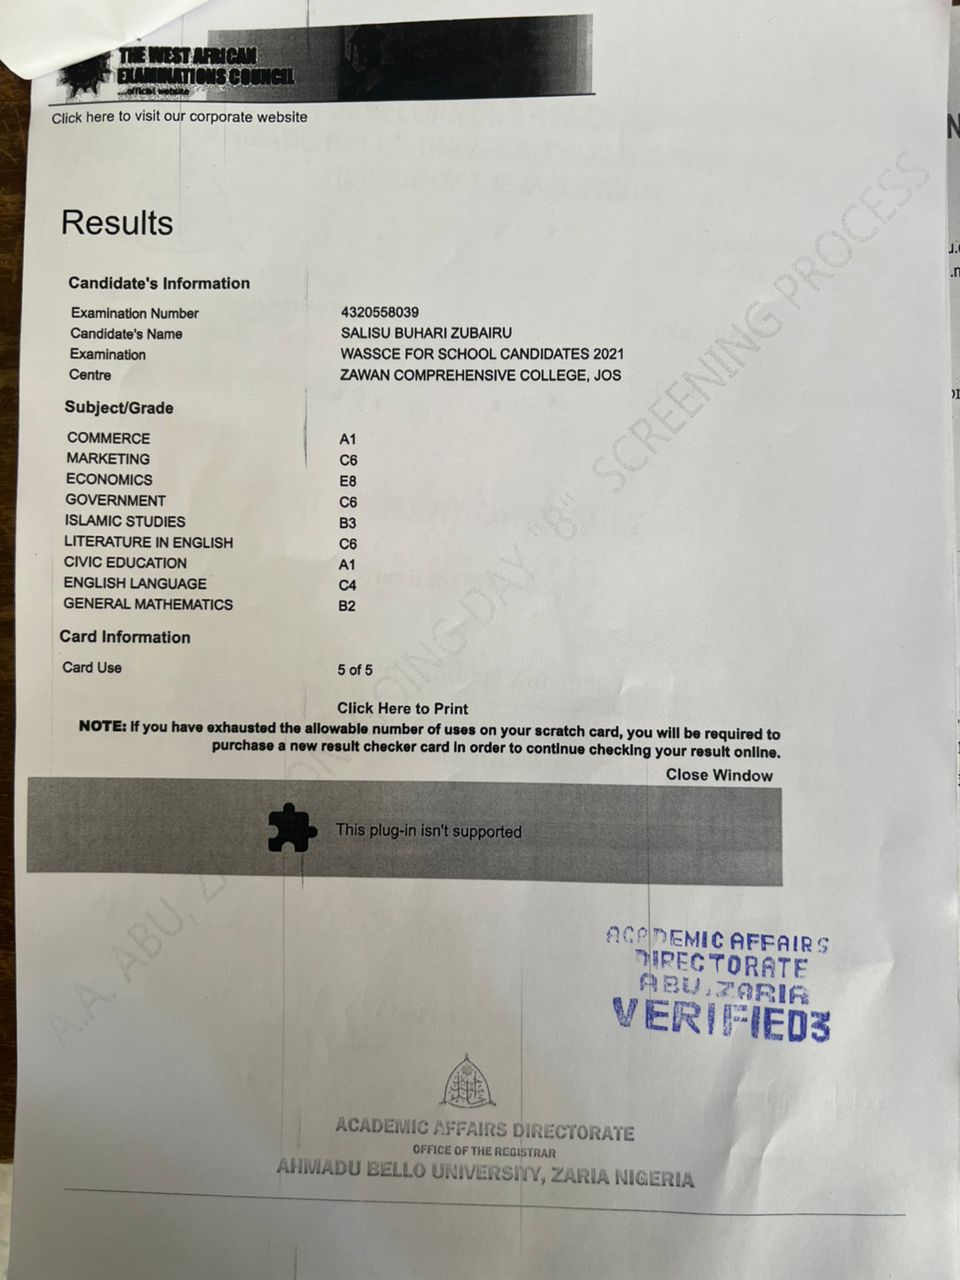 THE WEST AFRICAN
EXAMINATIONS COUNCIL
...official website
Click here to visit our corporate website
Results
Candidate's Information
Examination Number 4320558039
Candidate's Name SALISU BUHARI ZUBAIRU
Examination WASSCE FOR SCHOOL CANDIDATES 2021
Centre ZAWAN COMPREHENSIVE COLLEGE, JOS
Subject/Grade
COMMERCE A1
MARKETING C6
ECONOMICS E8
GOVERNMENT C6
ISLAMIC STUDIES B3
LITERATURE IN ENGLISH C6
CIVIC EDUCATION A1
ENGLISH LANGUAGE C4
GENERAL MATHEMATICS B2
Card Information
Card Use 5 of 5
Click Here to Print
NOTE: If you have exhausted the allowable number of uses on your scratch card, you will be required to
purchase a new result checker card in order to continue checking your result online.
Close Window
This plug-in isn't supported
A.A. ABU, DAY "8" SCREENING PROCESS
ACADEMIC AFFAIRS
DIRECTORATE
ABU, ZARIA
VERIFIED3
ACADEMIC AFFAIRS DIRECTORATE
OFFICE OF THE REGISTRAR
AHMADU BELLO UNIVERSITY, ZARIA NIGERIA